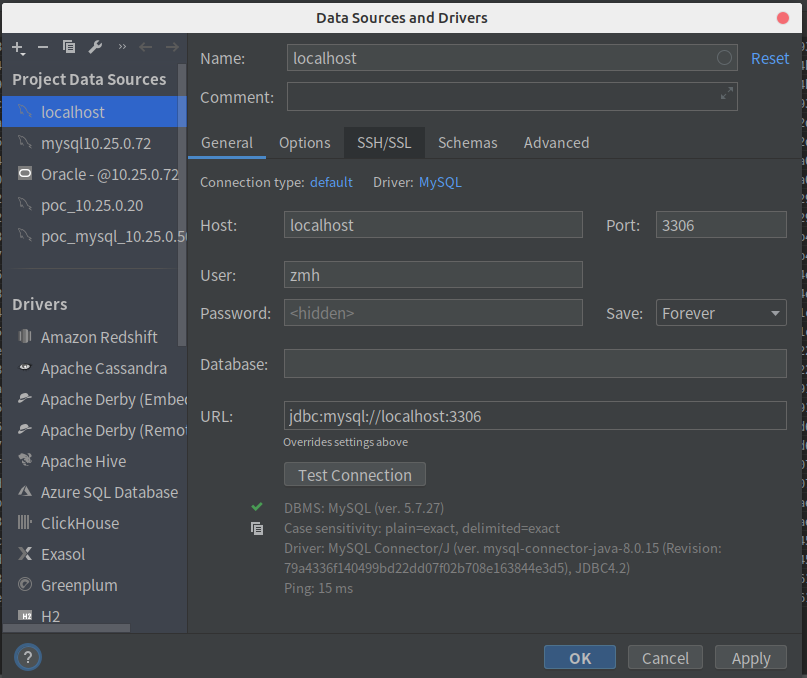 Data Sources and Drivers
Project Data Sources
localhost
mysql10.25.0.72
Oracle - @10.25.0.72
poc_10.25.0.20
poc_mysql_10.25.0.5
Drivers
Amazon Redshift
Apache Cassandra
Apache Derby (Embe
Apache Derby (Remo
Apache Hive
Azure SQL Database
ClickHouse
Exasol
Greenplum
H2
H2
Name: localhost Reset
Comment:
General Options SSH/SSL Schemas Advanced
Connection type: default Driver: MySQL
Host: localhost Port: 3306
User: zmh
Password: <hidden> Save: Forever
Database:
URL: jdbc:mysql://localhost:3306
Overrides settings above
Test Connection
DBMS: MySQL (ver. 5.7.27)
Case sensitivity: plain=exact, delimited=exact
Driver: MySQL Connector/J (ver. mysql-connector-java-8.0.15 (Revision:
79a4336f140499bd22dd07f02b708e163844e3d5), JDBC4.2)
Ping: 15 ms
? OK Cancel Apply